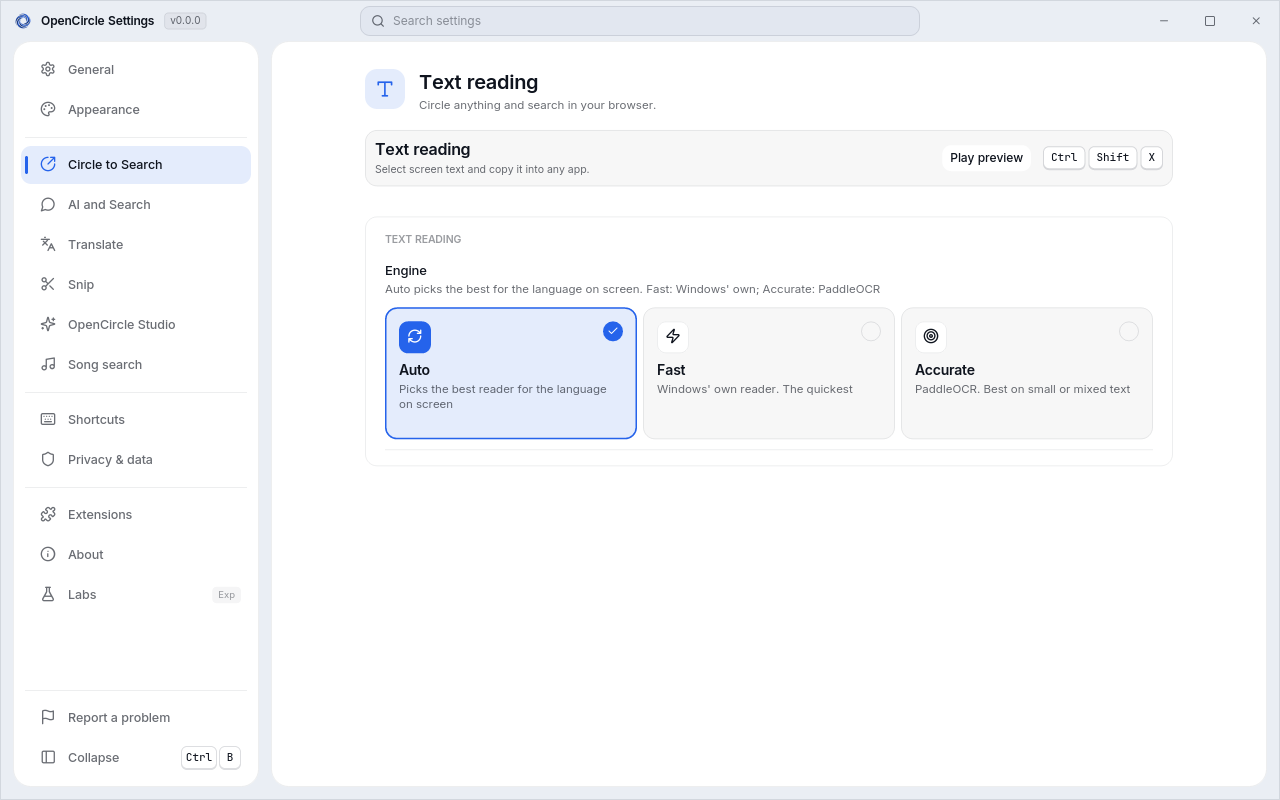 OpenCircle Settings v0.0.0
Search settings
General
Appearance
Circle to Search
AI and Search
Translate
Snip
OpenCircle Studio
Song search
Shortcuts
Privacy & data
Extensions
About
Labs Exp
Report a problem
Collapse Ctrl B
Text reading
Circle anything and search in your browser.
Text reading
Select screen text and copy it into any app.
Play preview Ctrl Shift X
TEXT READING
Engine
Auto picks the best for the language on screen. Fast: Windows' own; Accurate: PaddleOCR
Auto
Picks the best reader for the language
on screen
Fast
Windows' own reader. The quickest
Accurate
PaddleOCR. Best on small or mixed text